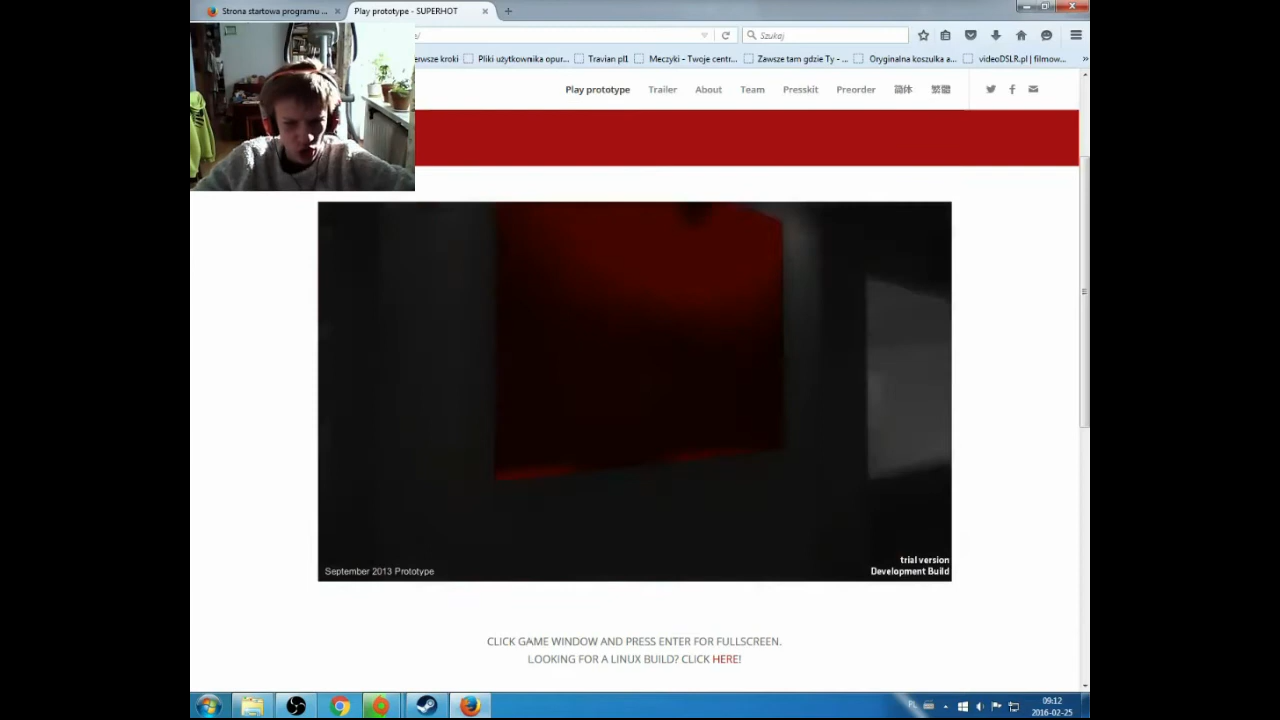 Strona startowa programu ...
Play prototype - SUPERHOT
Szukaj
erwsze kroki
Pliki użytkownika opur...
Travian pl1
Meczyki - Twoje centr...
Zawsze tam gdzie Ty - ...
Oryginalna koszulka a...
videoDSLR.pl | filmow...
Play prototype
Trailer
About
Team
Presskit
Preorder
简体
繁體
trial version
September 2013 Prototype
Development Build
CLICK GAME WINDOW AND PRESS ENTER FOR FULLSCREEN.
LOOKING FOR A LINUX BUILD? CLICK HERE!
PL
09:12
2016-02-25